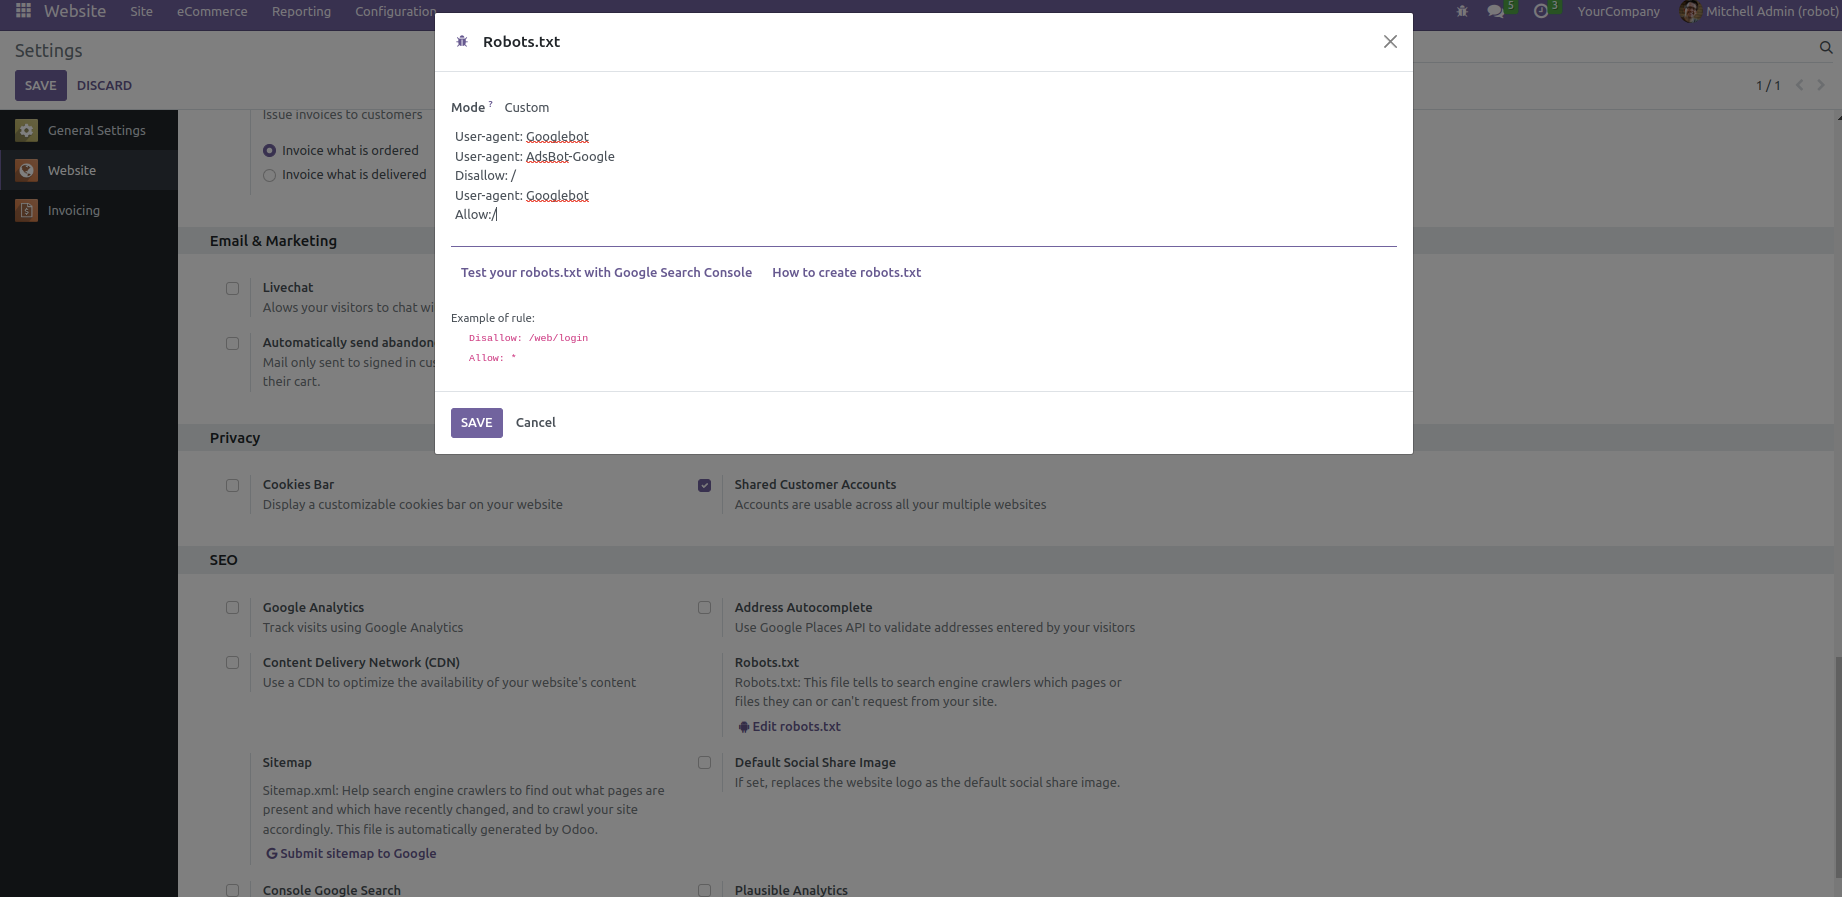 Website Site eCommerce Reporting Configuration 5 3 YourCompany Mitchell Admin (robot)
Settings
SAVE DISCARD
1 / 1
General Settings
Website
Invoicing
Issue invoices to customers
Invoice what is ordered
Invoice what is delivered
Email & Marketing
Livechat
Alows your visitors to chat wi
Automatically send abandon
Mail only sent to signed in cus
their cart.
Robots.txt
Mode ? Custom
User-agent: Googlebot
User-agent: AdsBot-Google
Disallow: /
User-agent: Googlebot
Allow:/
Test your robots.txt with Google Search Console How to create robots.txt
Example of rule:
Disallow: /web/login
Allow: *
SAVE Cancel
Privacy
Cookies Bar
Display a customizable cookies bar on your website
Shared Customer Accounts
Accounts are usable across all your multiple websites
SEO
Google Analytics
Track visits using Google Analytics
Address Autocomplete
Use Google Places API to validate addresses entered by your visitors
Content Delivery Network (CDN)
Use a CDN to optimize the availability of your website's content
Robots.txt
Robots.txt: This file tells to search engine crawlers which pages or
files they can or can't request from your site.
Edit robots.txt
Sitemap
Sitemap.xml: Help search engine crawlers to find out what pages are
present and which have recently changed, and to crawl your site
accordingly. This file is automatically generated by Odoo.
Submit sitemap to Google
Default Social Share Image
If set, replaces the website logo as the default social share image.
Console Google Search
Plausible Analytics